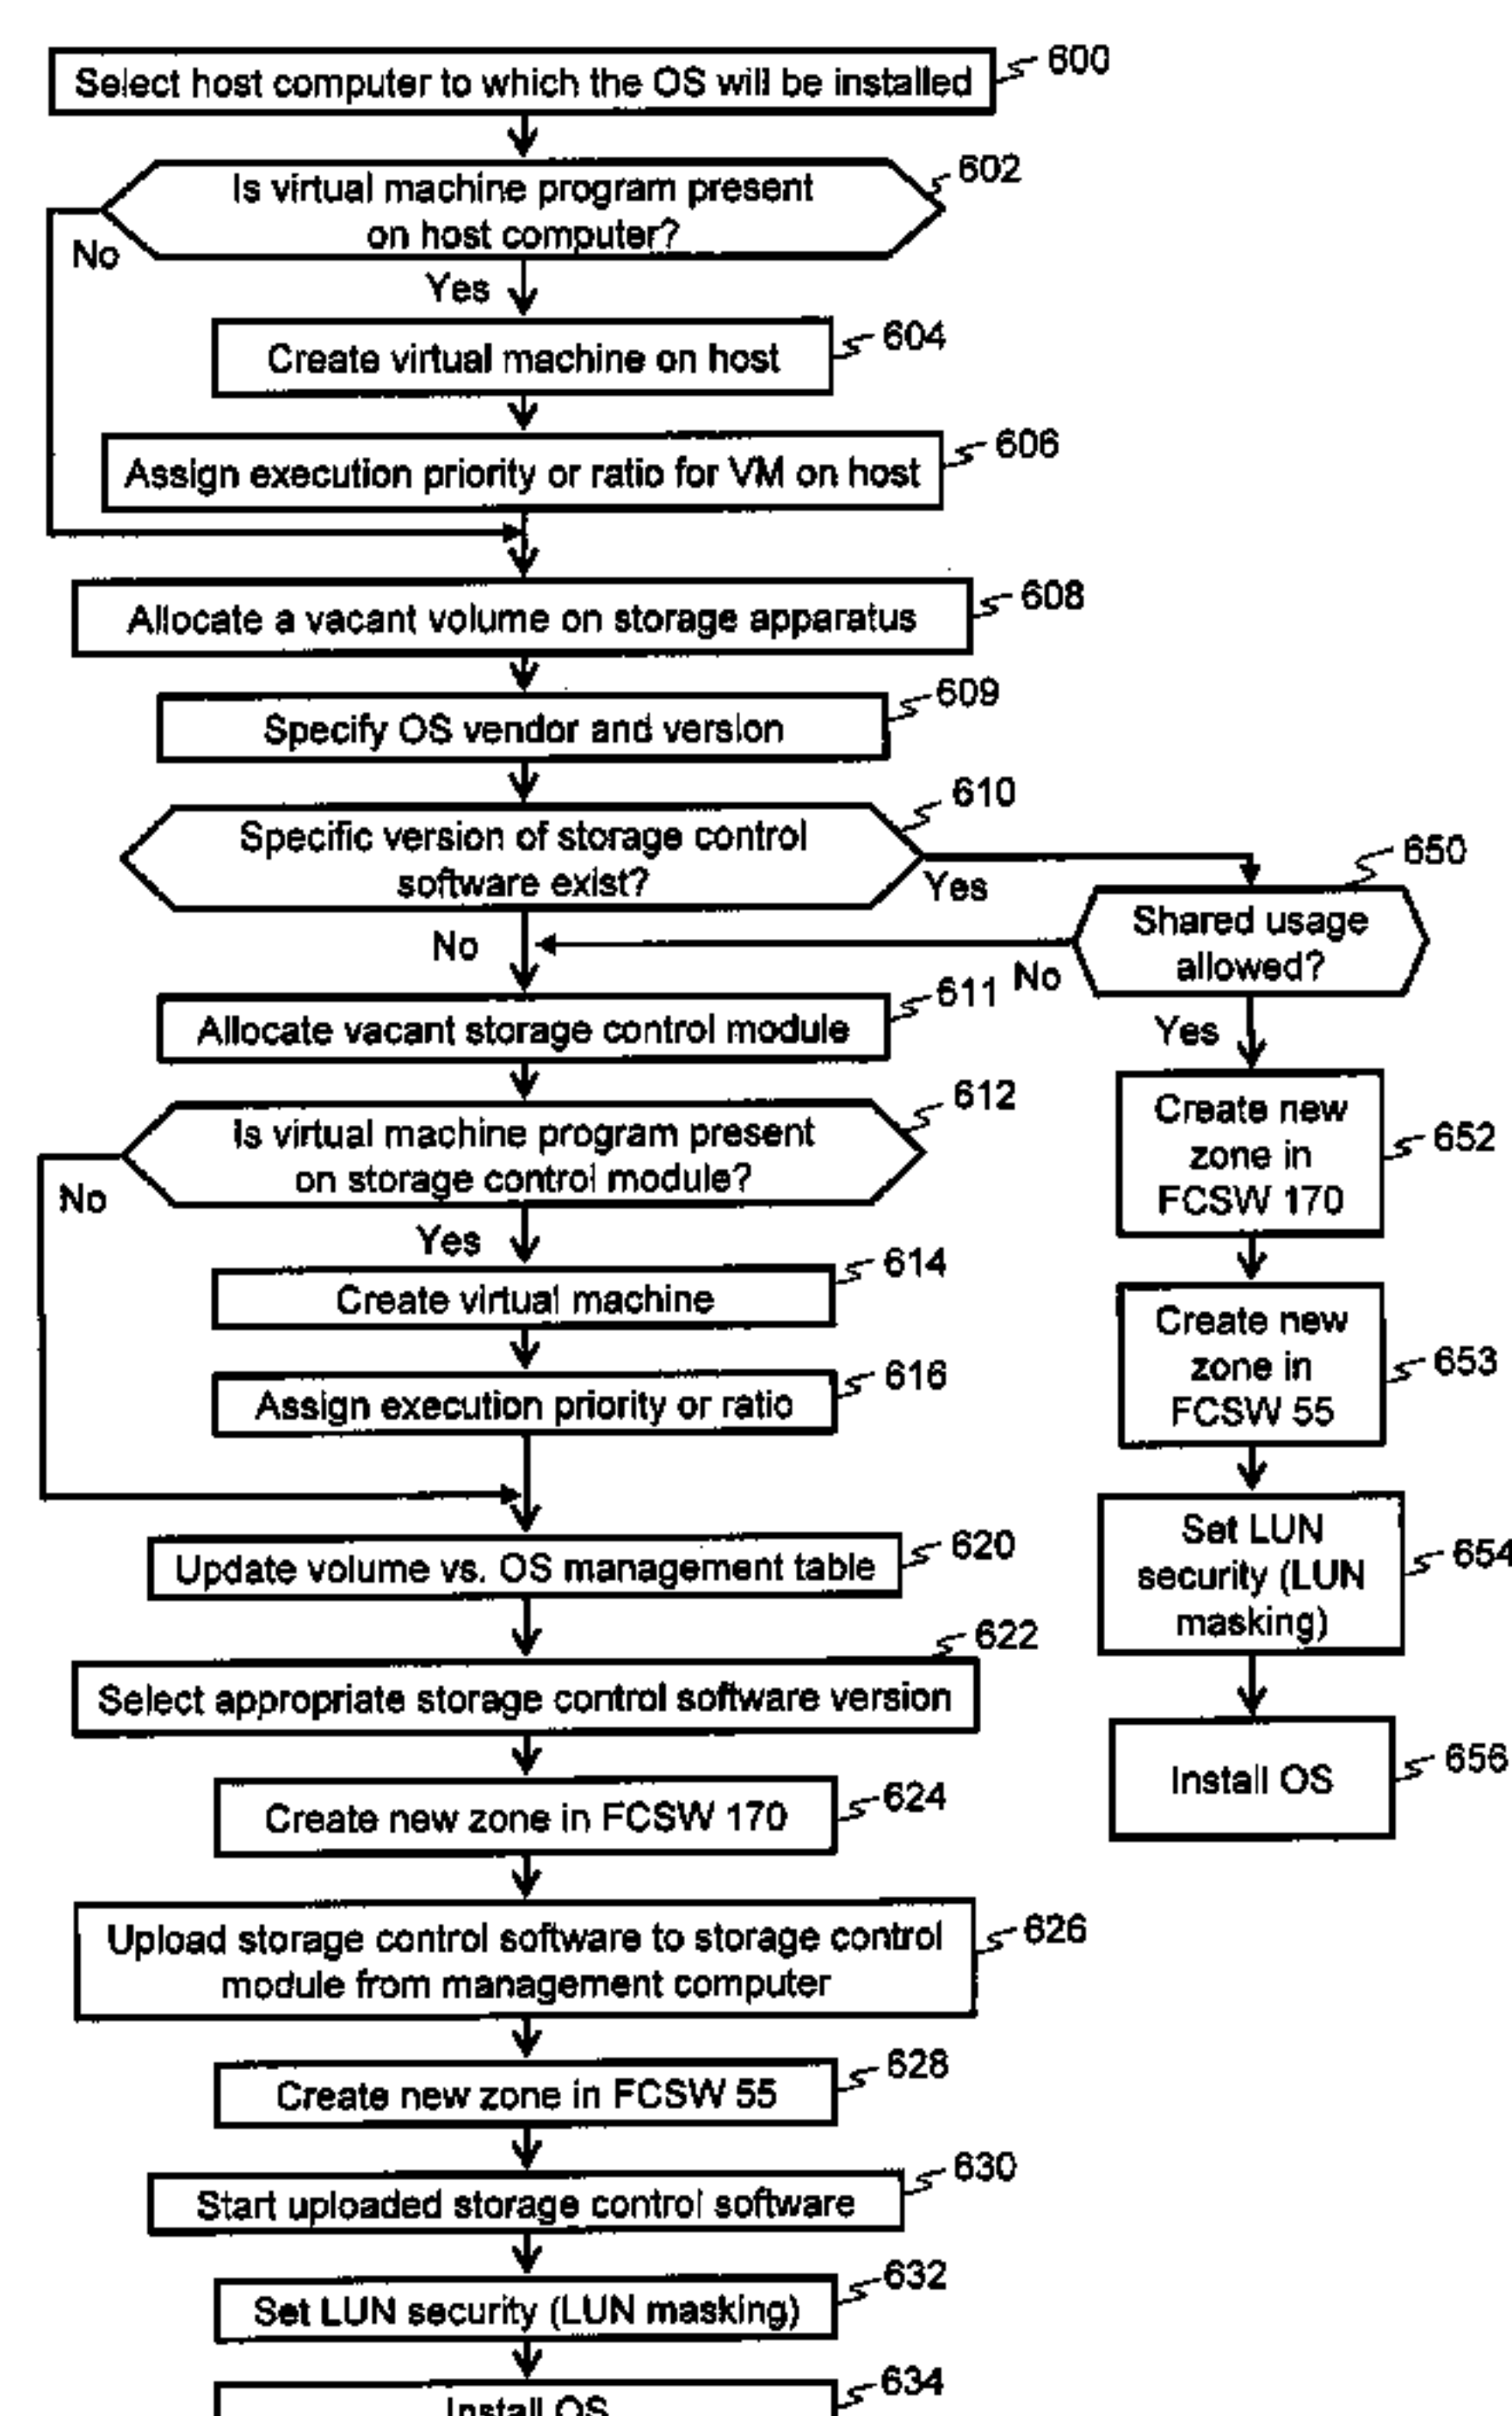 Select host computer to which the OS will be installed
600
Is virtual machine program present
on host computer?
602
No
Yes
Create virtual machine on host
604
Assign execution priority or ratio for VM on host
606
Allocate a vacant volume on storage apparatus
608
Specify OS vendor and version
609
Specific version of storage control
software exist?
610
Yes
No
Shared usage
allowed?
650
No
Yes
Allocate vacant storage control module
611
Is virtual machine program present
on storage control module?
612
No
Yes
Create virtual machine
614
Assign execution priority or ratio
616
Update volume vs. OS management table
620
Select appropriate storage control software version
622
Create new zone in FCSW 170
624
Upload storage control software to storage control
module from management computer
626
Create new zone in FCSW 55
628
Start uploaded storage control software
630
Set LUN security (LUN masking)
632
Install OS
634
Create new
zone in
FCSW 170
652
Create new
zone in
FCSW 55
653
Set LUN
security (LUN
masking)
654
Install OS
656